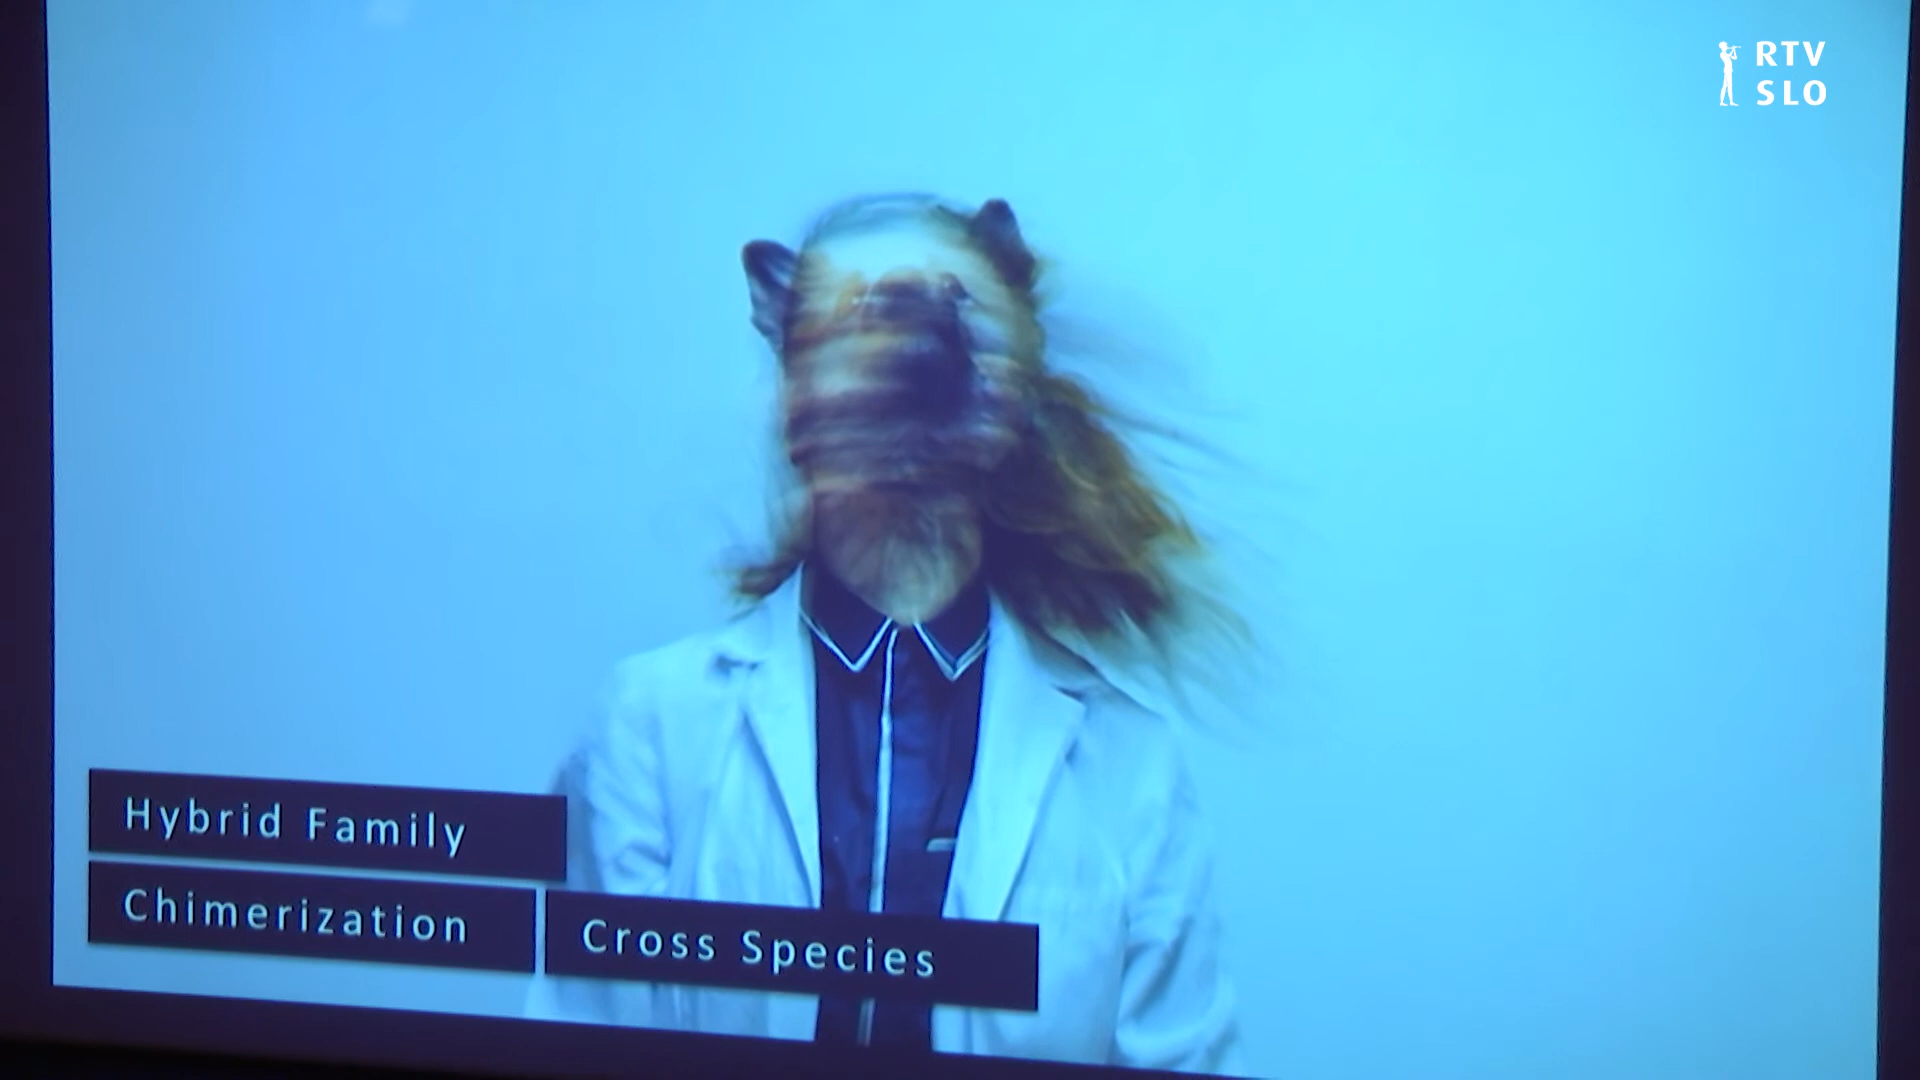 RTV
SLO
Hybrid Family
Chimerization
Cross Species